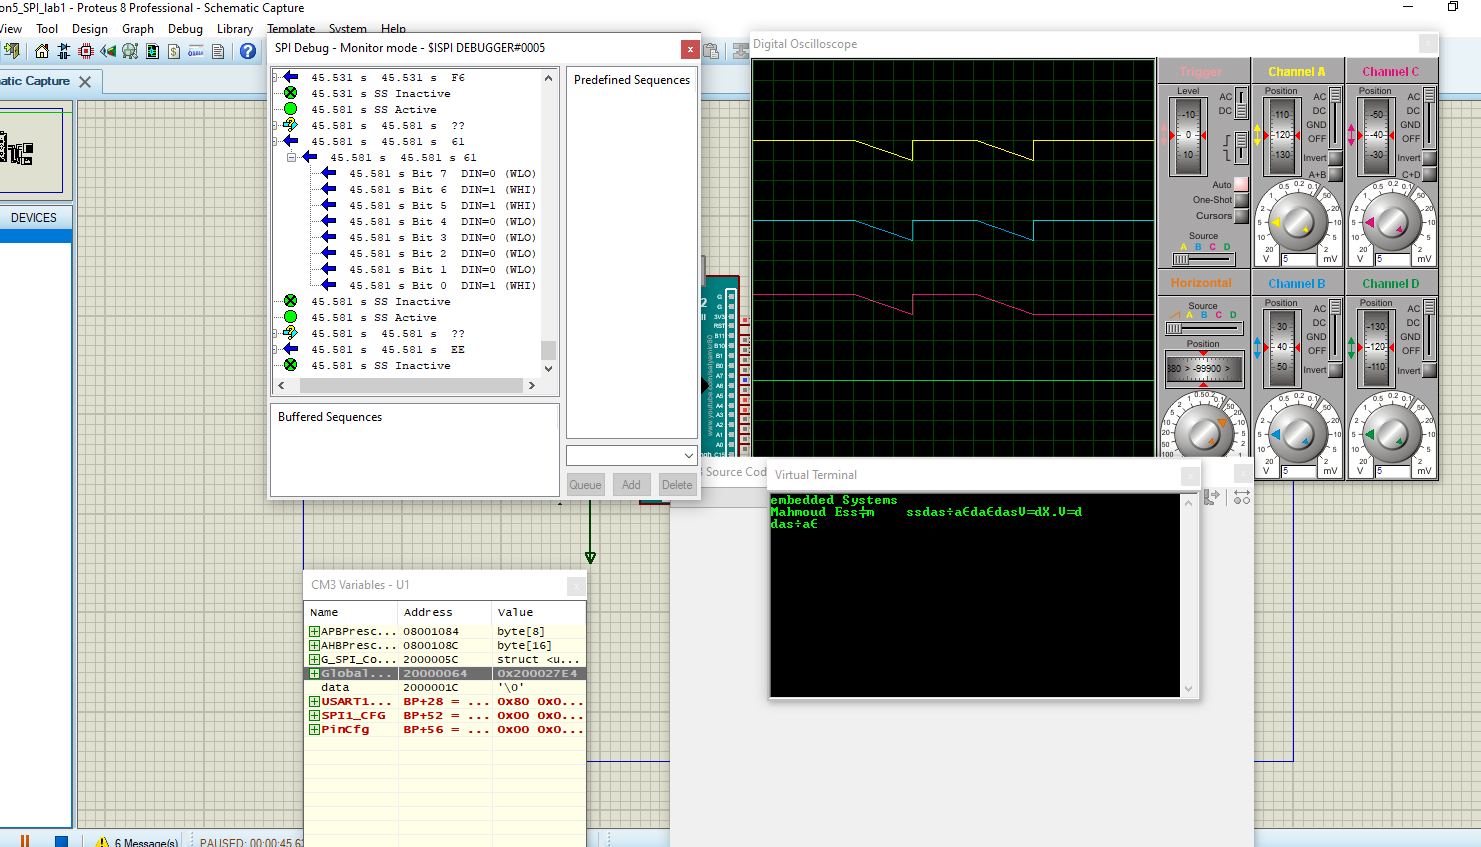 on5_SPI_lab1 - Proteus 8 Professional - Schematic Capture
View Tool Design Graph Debug Library Template System Help
atic Capture
DEVICES
SPI Debug - Monitor mode - $ISPI DEBUGGER#0005
45.531 s 45.531 s F6
45.531 s SS Inactive
45.581 s SS Active
45.581 s 45.581 s ??
45.581 s 45.581 s 61
45.581 s 45.581 s 61
45.581 s Bit 7 DIN=0 (WLO)
45.581 s Bit 6 DIN=1 (WHI)
45.581 s Bit 5 DIN=1 (WHI)
45.581 s Bit 4 DIN=0 (WLO)
45.581 s Bit 3 DIN=0 (WLO)
45.581 s Bit 2 DIN=0 (WLO)
45.581 s Bit 1 DIN=0 (WLO)
45.581 s Bit 0 DIN=1 (WHI)
45.581 s SS Inactive
45.581 s SS Active
45.581 s 45.581 s ??
45.581 s 45.581 s EE
45.581 s SS Inactive
Predefined Sequences
Buffered Sequences
Queue Add Delete
Digital Oscilloscope
Trigger
Level
AC
DC
-10
0
10
Auto
One-Shot
Cursors
Source
A B C D
Channel A
Position
AC
DC
GND
OFF
110
-120
130
Invert
A+B
V 5 mV
Channel C
Position
AC
DC
GND
OFF
-50
-40
-30
Invert
C+D
V 5 mV
Horizontal
Source
A B C D
Position
880 > -99900 >
Channel B
Position
AC
DC
GND
OFF
30
40
50
Invert
V 5 mV
Channel D
Position
AC
DC
GND
OFF
-130
-120
-110
Invert
V 5 mV
Source Cod
Virtual Terminal
embedded Systems
Mahmoud Ess╪m ssdas÷a∈da∈dasV=dX.V=d
das÷a∈
CM3 Variables - U1
Name Address Value
APBPresc... 08001084 byte[8]
AHBPresc... 0800108C byte[16]
G_SPI_Co... 2000005C struct <u...
Global... 20000064 0x200027E4
data 2000001C '\0'
USART1... BP+28 = ... 0x80 0x0...
SPI1_CFG BP+52 = ... 0x00 0x0...
PinCfg BP+56 = ... 0x00 0x0...
6 Message(s) PAUSED: 00:00:45.6